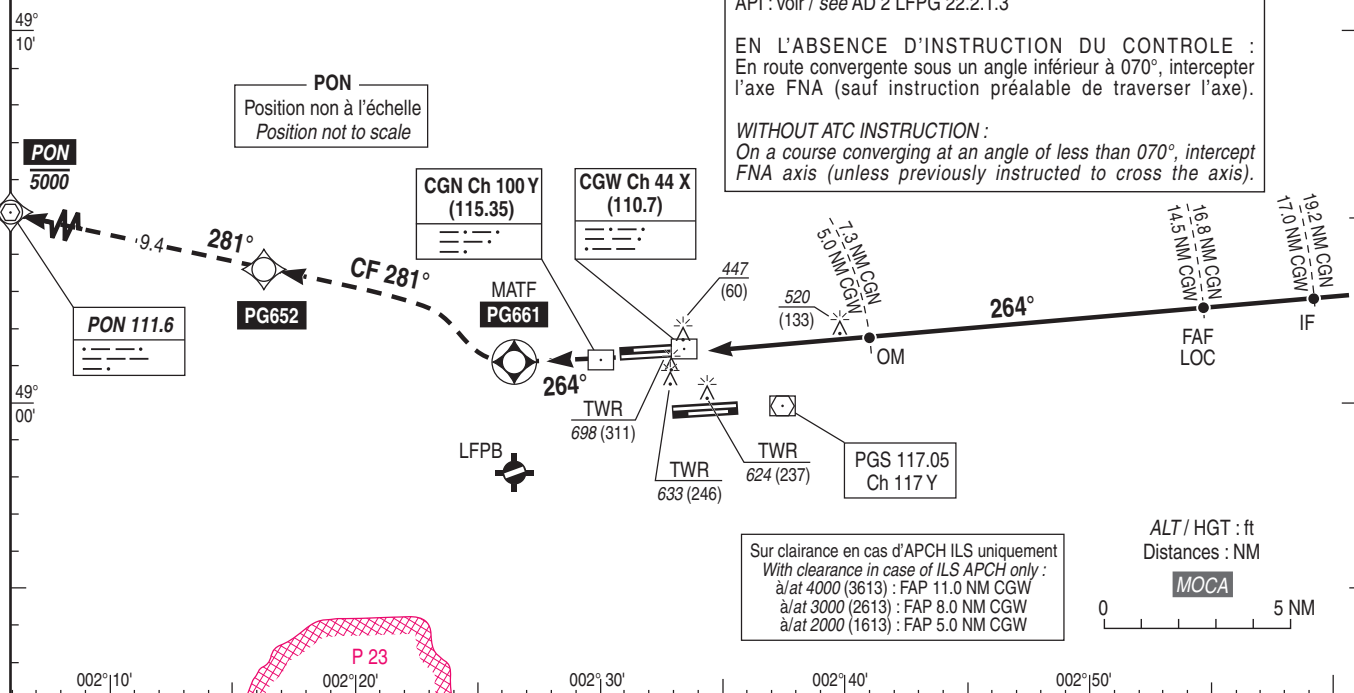 API : voir / see AD 2 LFPG 22.2.1.3
EN L'ABSENCE D'INSTRUCTION DU CONTROLE :
En route convergente sous un angle inférieur à 070°, intercepter
l'axe FNA (sauf instruction préalable de traverser l'axe).
WITHOUT ATC INSTRUCTION :
On a course converging at an angle of less than 070°, intercept
FNA axis (unless previously instructed to cross the axis).
49°
10'
PON
Position non à l'échelle
Position not to scale
PON
5000
CGN Ch 100 Y
(115.35)
CGW Ch 44 X
(110.7)
9.4
281°
CF 281°
PG652
MATF
PG661
PON 111.6
264°
447
(60)
520
(133)
7.3 NM CGN
5.0 NM CGW
OM
264°
16.8 NM CGN
14.5 NM CGW
FAF
LOC
19.2 NM CGN
17.0 NM CGW
IF
49°
00'
TWR
698 (311)
TWR
633 (246)
TWR
624 (237)
LFPB
PGS 117.05
Ch 117 Y
Sur clairance en cas d'APCH ILS uniquement
With clearance in case of ILS APCH only :
à/at 4000 (3613) : FAP 11.0 NM CGW
à/at 3000 (2613) : FAP 8.0 NM CGW
à/at 2000 (1613) : FAP 5.0 NM CGW
ALT / HGT : ft
Distances : NM
MOCA
0 5 NM
P 23
002°10' 002°20' 002°30' 002°40' 002°50'